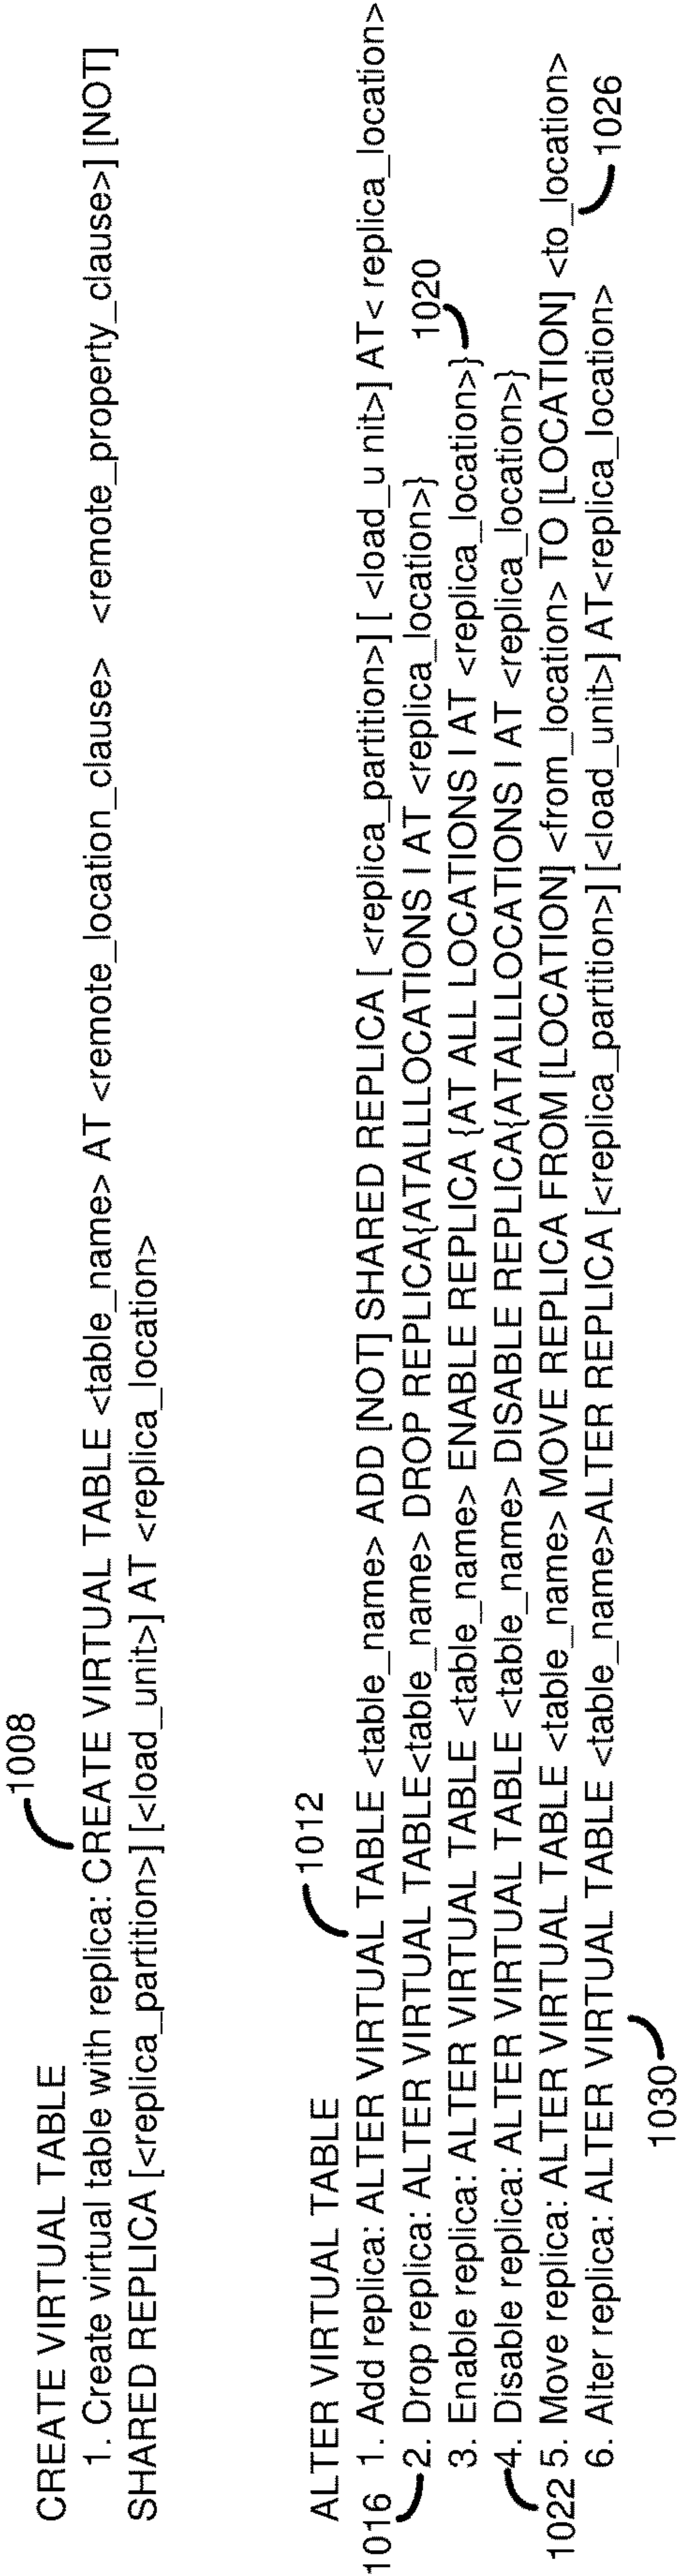 1008
CREATE VIRTUAL TABLE
1. Create virtual table with replica: CREATE VIRTUAL TABLE <table_name> AT <remote_location_clause> <remote_property_clause>] [NOT]
SHARED REPLICA [<replica_partition>] [<load_unit>] AT <replica_location>
1012
ALTER VIRTUAL TABLE
1016
1. Add replica: ALTER VIRTUAL TABLE <table_name> ADD [NOT] SHARED REPLICA [ <replica_partition>] [ <load_u nit>] AT< replica_location>
2. Drop replica: ALTER VIRTUAL TABLE<table_name> DROP REPLICA{ATALLLOCATIONS I AT <replica_location>}
1020
3. Enable replica: ALTER VIRTUAL TABLE <table_name> ENABLE REPLICA {AT ALL LOCATIONS I AT <replica_location>}
4. Disable replica: ALTER VIRTUAL TABLE <table_name> DISABLE REPLICA{ATALLLOCATIONS I AT <replica_location>}
1022
5. Move replica: ALTER VIRTUAL TABLE <table_name> MOVE REPLICA FROM [LOCATION] <from_location> TO [LOCATION] <to_location>
6. Alter replica: ALTER VIRTUAL TABLE <table_name>ALTER REPLICA [<replica_partition>] [<load_unit>] AT<replica_location>
1026
1030